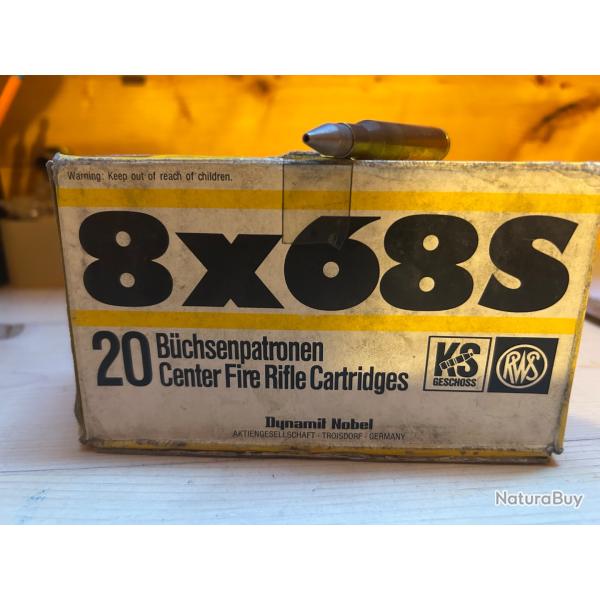 Warning: Keep out of reach of children.
8x68S
20 Büchsenpatronen
Center Fire Rifle Cartridges
KS
GESCHOSS
RWS
Dynamit Nobel
AKTIENGESELLSCHAFT · TROISDORF · GERMANY
NaturaBuy